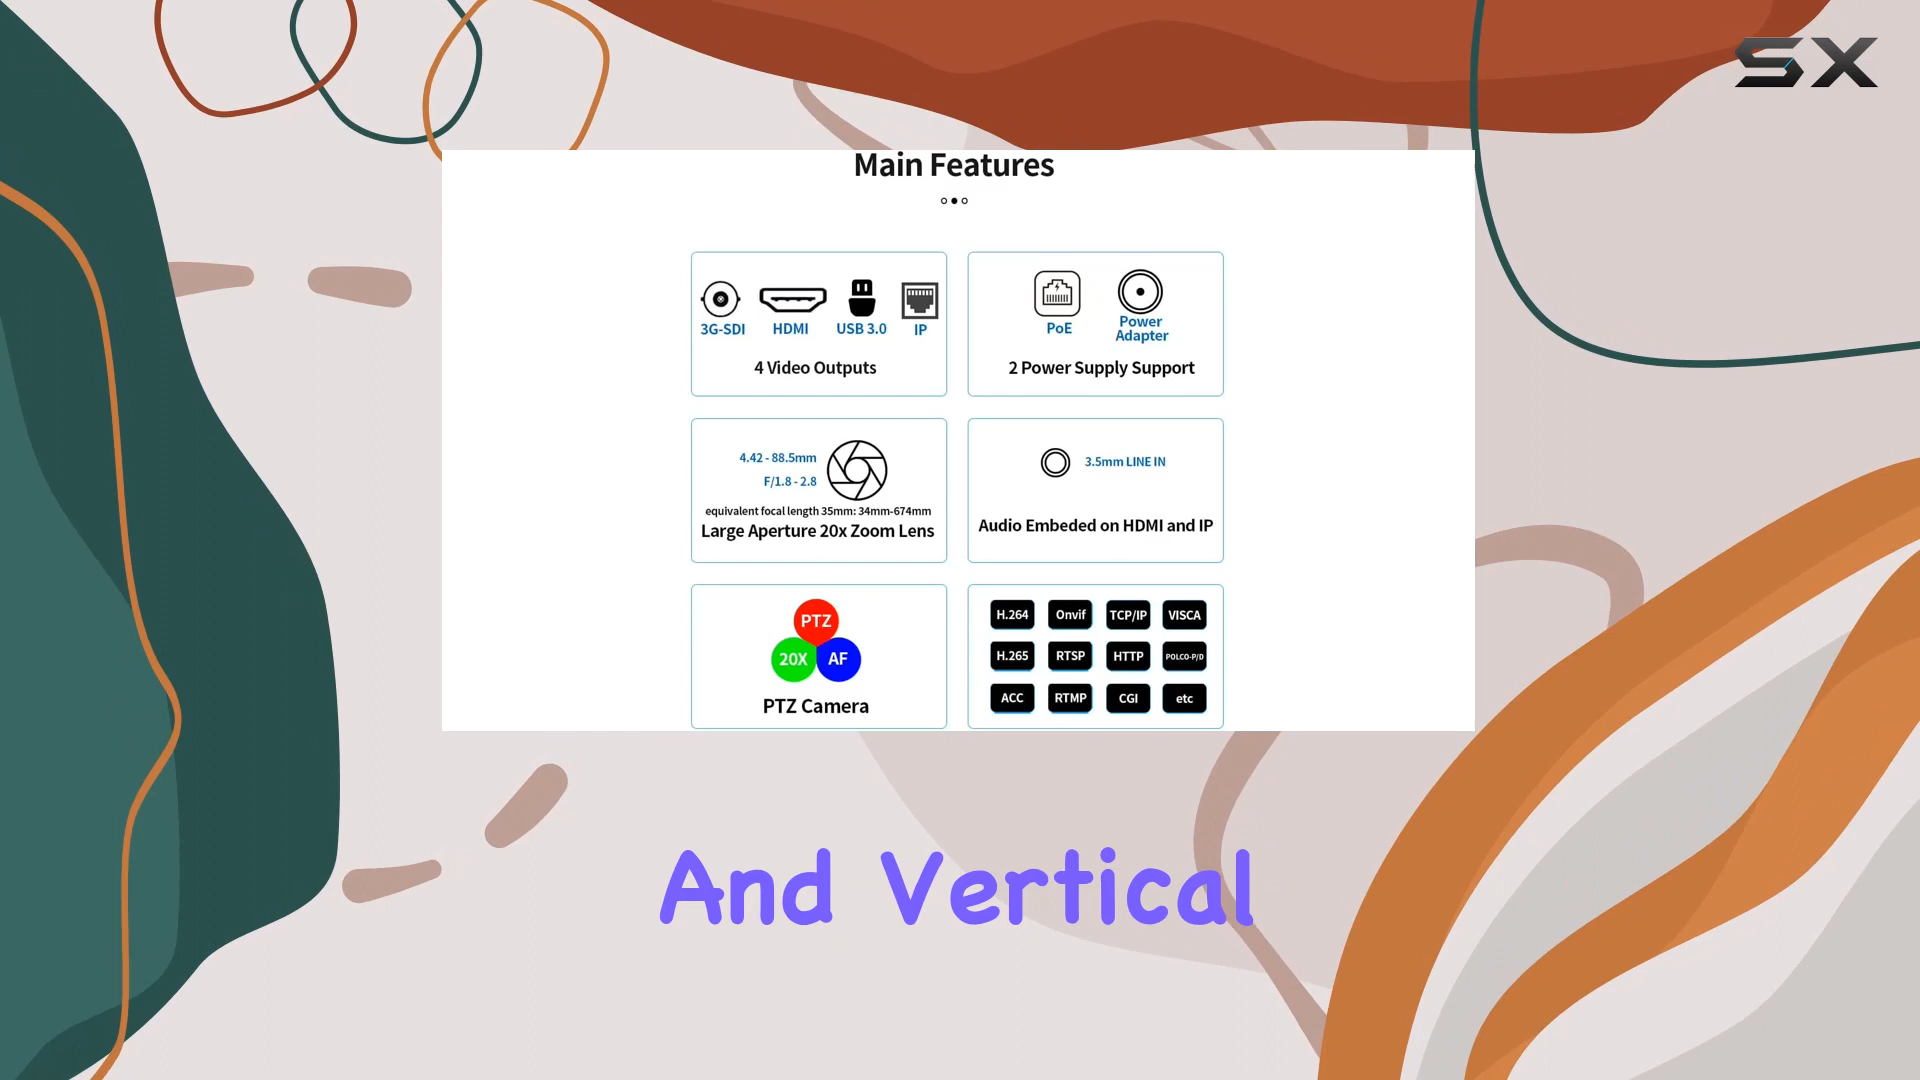 SX
Main Features
3G-SDI HDMI USB 3.0 IP
4 Video Outputs
PoE Power Adapter
2 Power Supply Support
4.42 - 88.5mm
F/1.8 - 2.8
equivalent focal length 35mm: 34mm-674mm
Large Aperture 20x Zoom Lens
3.5mm LINE IN
Audio Embeded on HDMI and IP
PTZ
20X AF
PTZ Camera
H.264 Onvif TCP/IP VISCA
H.265 RTSP HTTP POLCO-P/D
ACC RTMP CGI etc
And Vertical